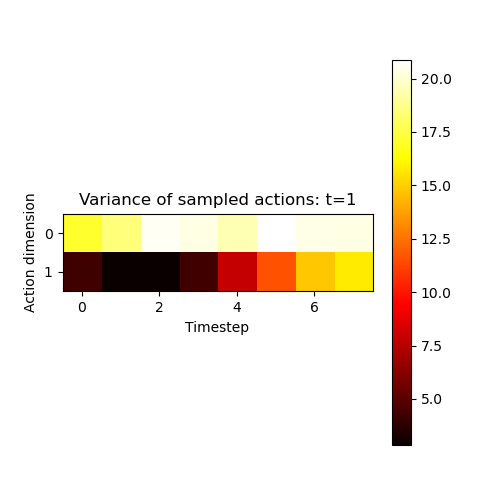 Variance of sampled actions: t=1
Action dimension
0
1
0 2 4 6
Timestep
20.0
17.5
15.0
12.5
10.0
7.5
5.0